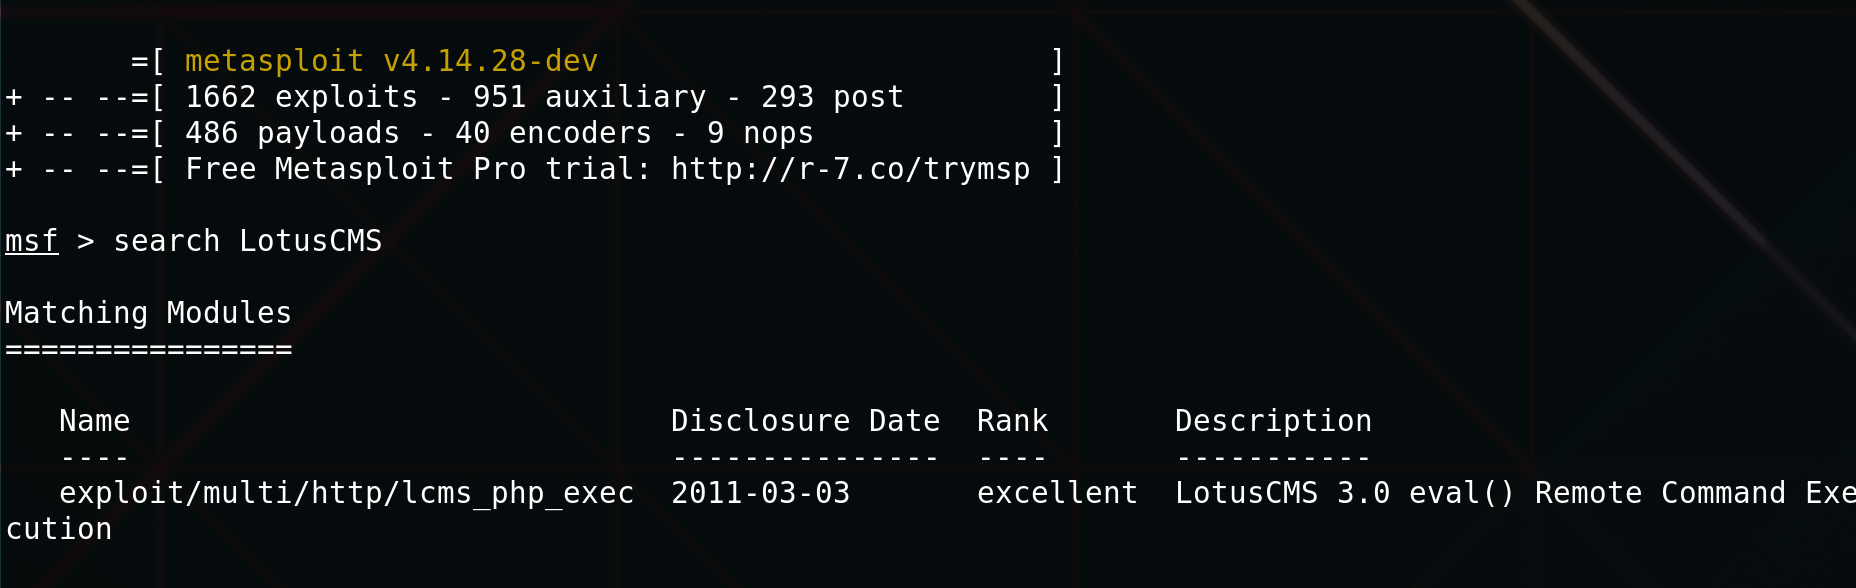 =[ metasploit v4.14.28-dev ]
+ -- --=[ 1662 exploits - 951 auxiliary - 293 post ]
+ -- --=[ 486 payloads - 40 encoders - 9 nops ]
+ -- --=[ Free Metasploit Pro trial: http://r-7.co/trymsp ]
msf > search LotusCMS
Matching Modules
================
Name Disclosure Date Rank Description
---- --------------- ---- -----------
exploit/multi/http/lcms_php_exec 2011-03-03 excellent LotusCMS 3.0 eval() Remote Command Exe
cution